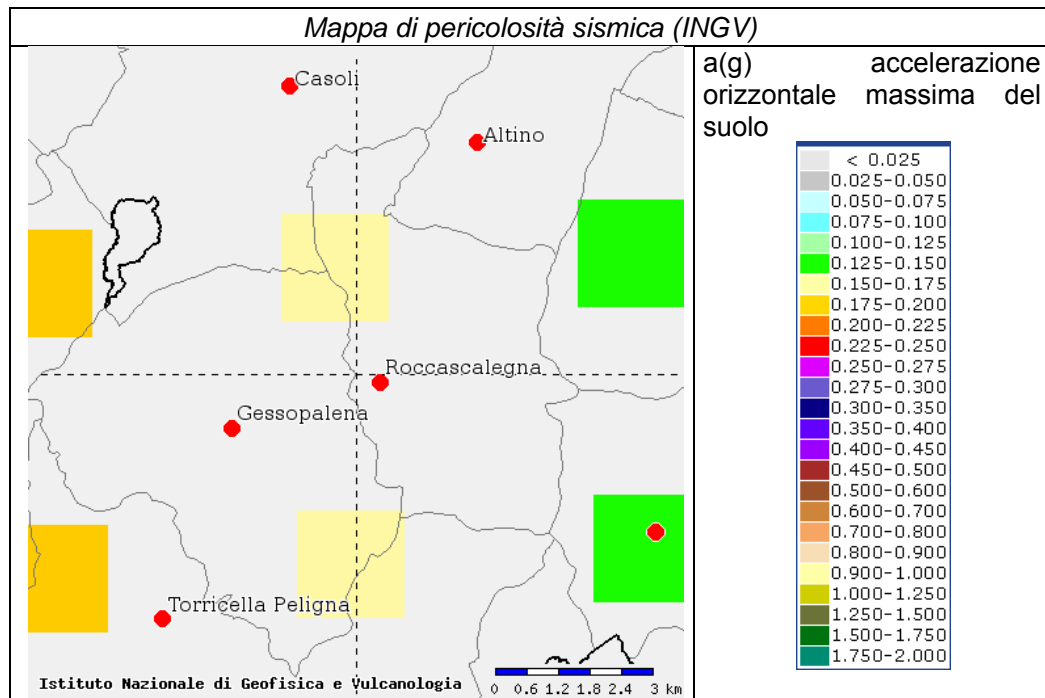 Mappa di pericolosità sismica (INGV)
Casoli
Altino
Roccascalegna
Gessopalena
Torricella Peligna
Istituto Nazionale di Geofisica e Vulcanologia
0 0.6 1.2 1.8 2.4 3 km
a(g) accelerazione
orizzontale massima del
suolo
< 0.025
0.025-0.050
0.050-0.075
0.075-0.100
0.100-0.125
0.125-0.150
0.150-0.175
0.175-0.200
0.200-0.225
0.225-0.250
0.250-0.275
0.275-0.300
0.300-0.350
0.350-0.400
0.400-0.450
0.450-0.500
0.500-0.600
0.600-0.700
0.700-0.800
0.800-0.900
0.900-1.000
1.000-1.250
1.250-1.500
1.500-1.750
1.750-2.000